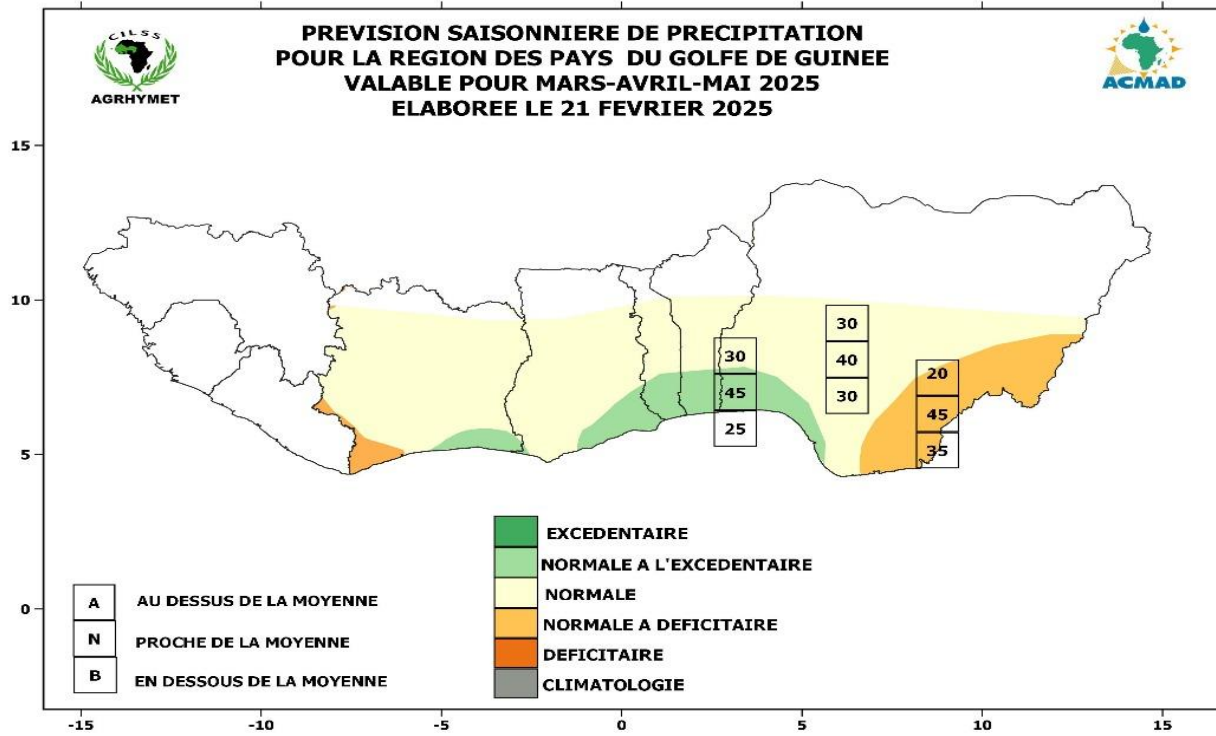 CILSS
AGRHYMET
PREVISION SAISONNIERE DE PRECIPITATION
POUR LA REGION DES PAYS DU GOLFE DE GUINEE
VALABLE POUR MARS-AVRIL-MAI 2025
ELABOREE LE 21 FEVRIER 2025
ACMAD
15
10
5
0
30
45
25
30
40
30
20
45
35
EXCEDENTAIRE
NORMALE A L'EXCEDENTAIRE
NORMALE
NORMALE A DEFICITAIRE
DEFICITAIRE
CLIMATOLOGIE
A AU DESSUS DE LA MOYENNE
N PROCHE DE LA MOYENNE
B EN DESSOUS DE LA MOYENNE
-15 -10 -5 0 5 10 15